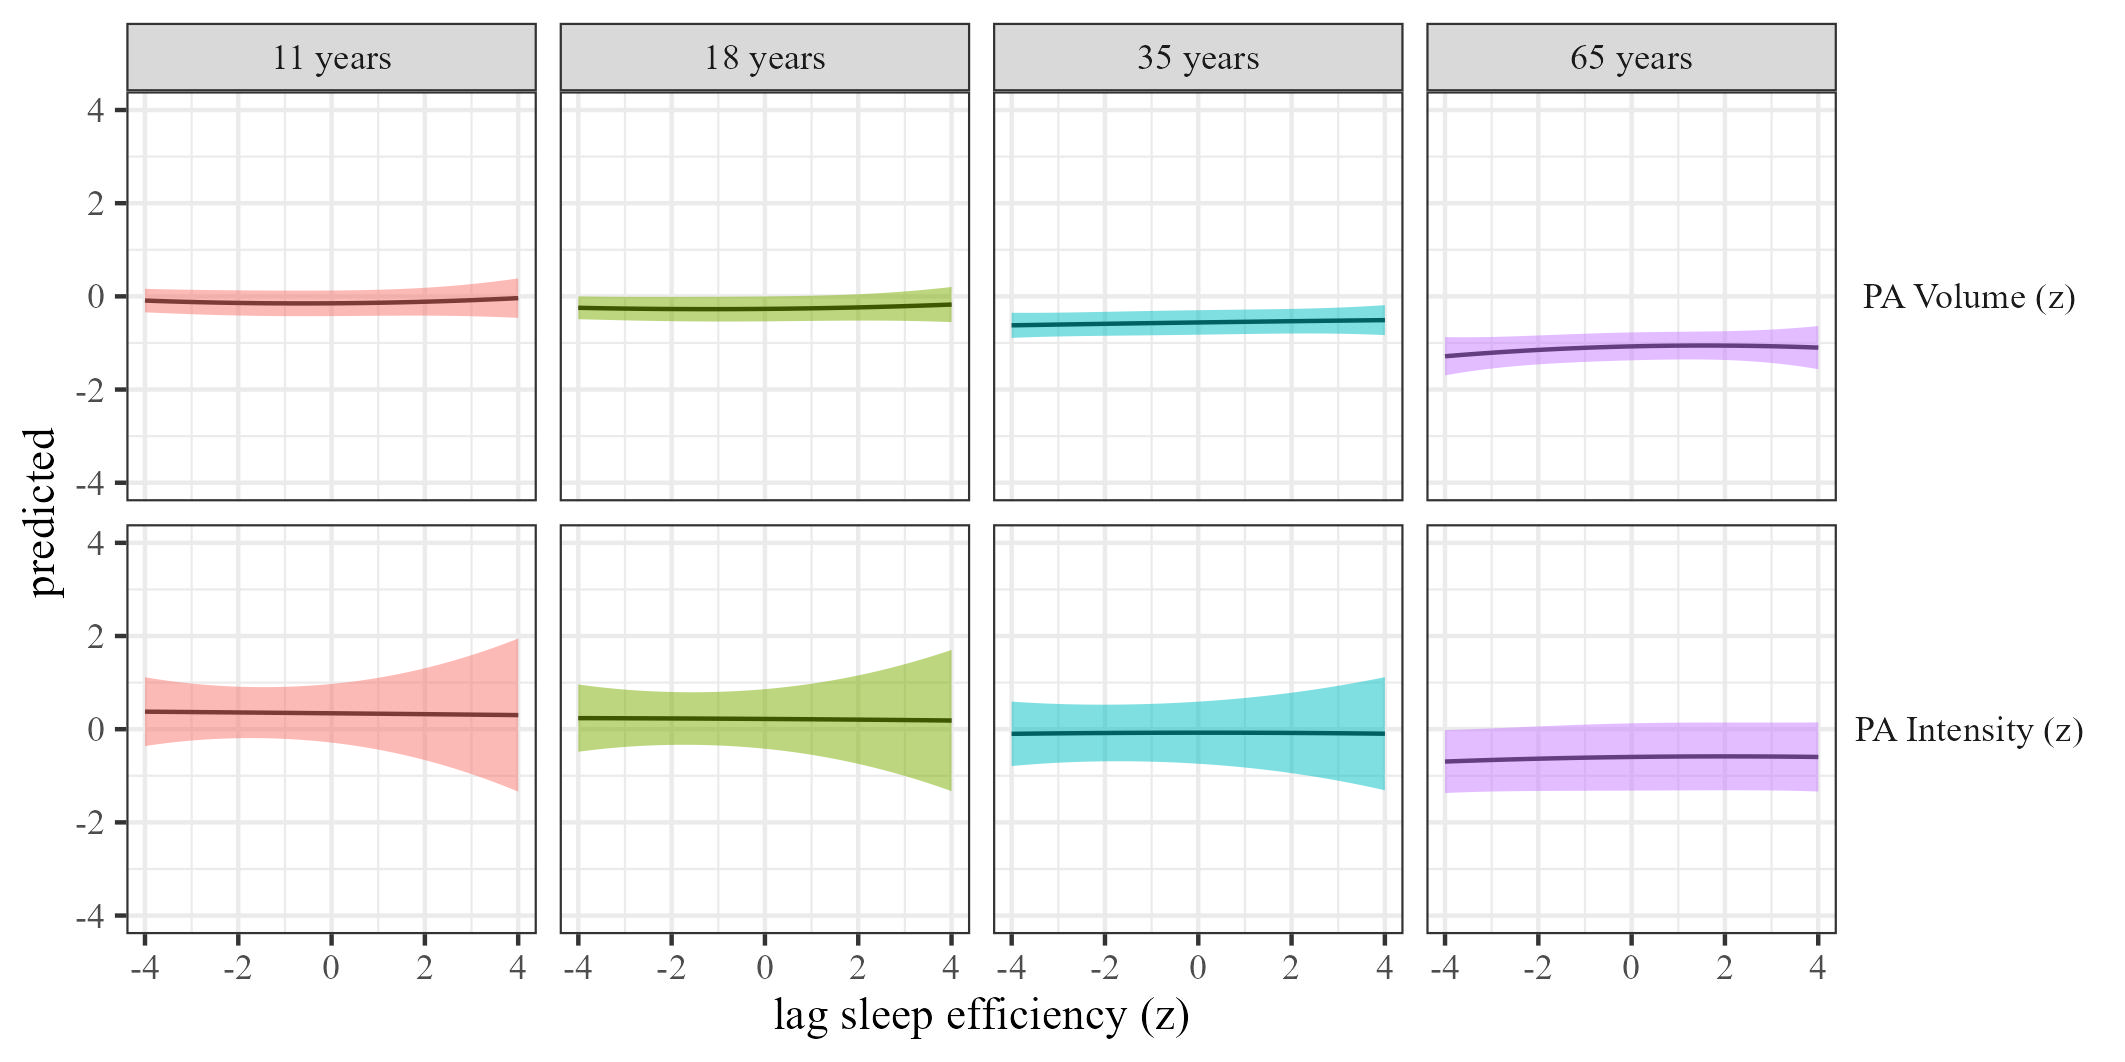 11 years 18 years 35 years 65 years
4
2
0
-2
-4
PA Volume (z)
predicted
4
2
0
-2
-4
PA Intensity (z)
-4 -2 0 2 4 -4 -2 0 2 4 -4 -2 0 2 4 -4 -2 0 2 4
lag sleep efficiency (z)